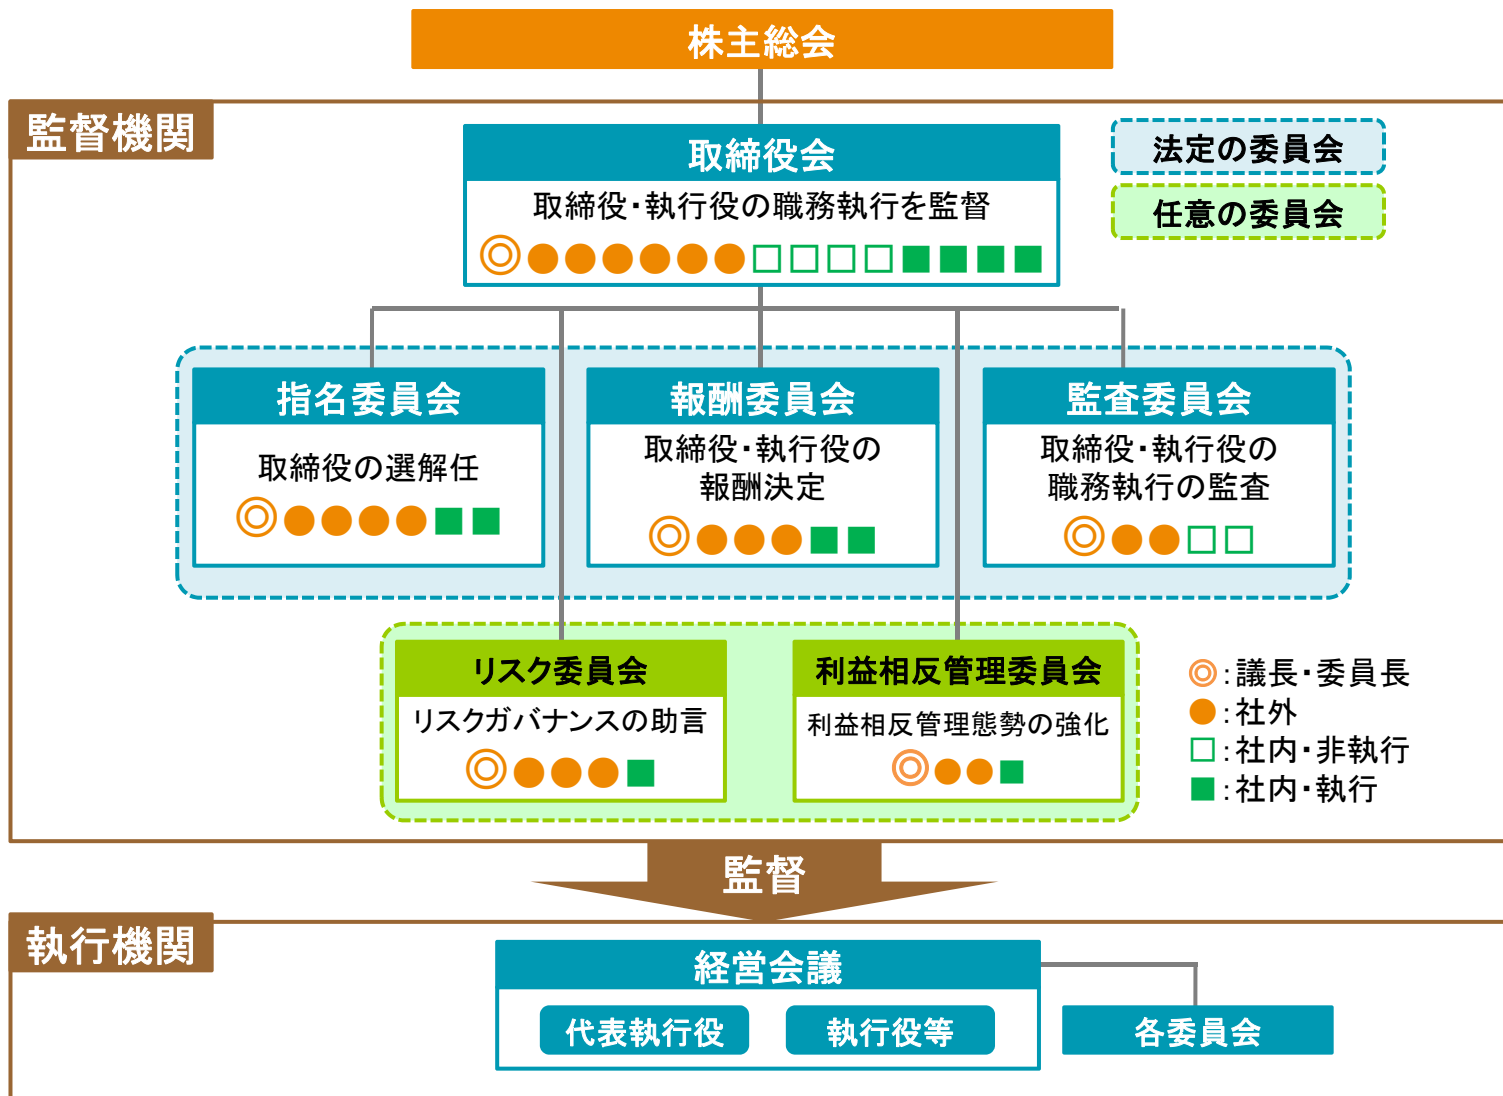 株主総会
監督機関
取締役会
取締役・執行役の職務執行を監督
◎●●●●●●□□□□■■■■
法定の委員会
任意の委員会
指名委員会
取締役の選解任
◎●●●●■■
報酬委員会
取締役・執行役の
報酬決定
◎●●●■■
監査委員会
取締役・執行役の
職務執行の監査
◎●●□□
リスク委員会
リスクガバナンスの助言
◎●●●■
利益相反管理委員会
利益相反管理態勢の強化
◎●●■
◎：議長・委員長
●：社外
□：社内・非執行
■：社内・執行
監督
執行機関
経営会議
代表執行役
執行役等
各委員会